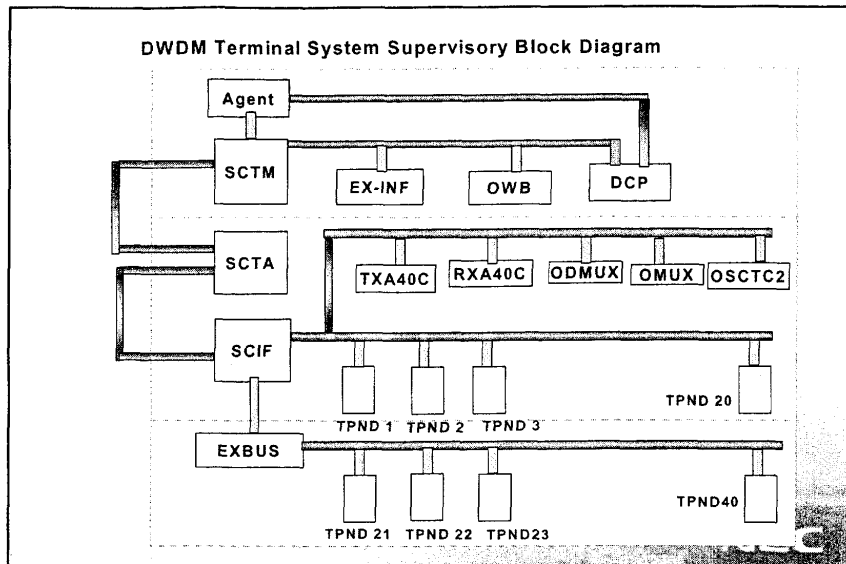 DWDM Terminal System Supervisory Block Diagram
Agent
SCTM
EX-INF
OWB
DCP
SCTA
TXA40C
RXA40C
ODMUX
OMUX
OSCTC2
SCIF
TPND 1
TPND 2
TPND 3
TPND 20
EXBUS
TPND 21
TPND 22
TPND23
TPND40